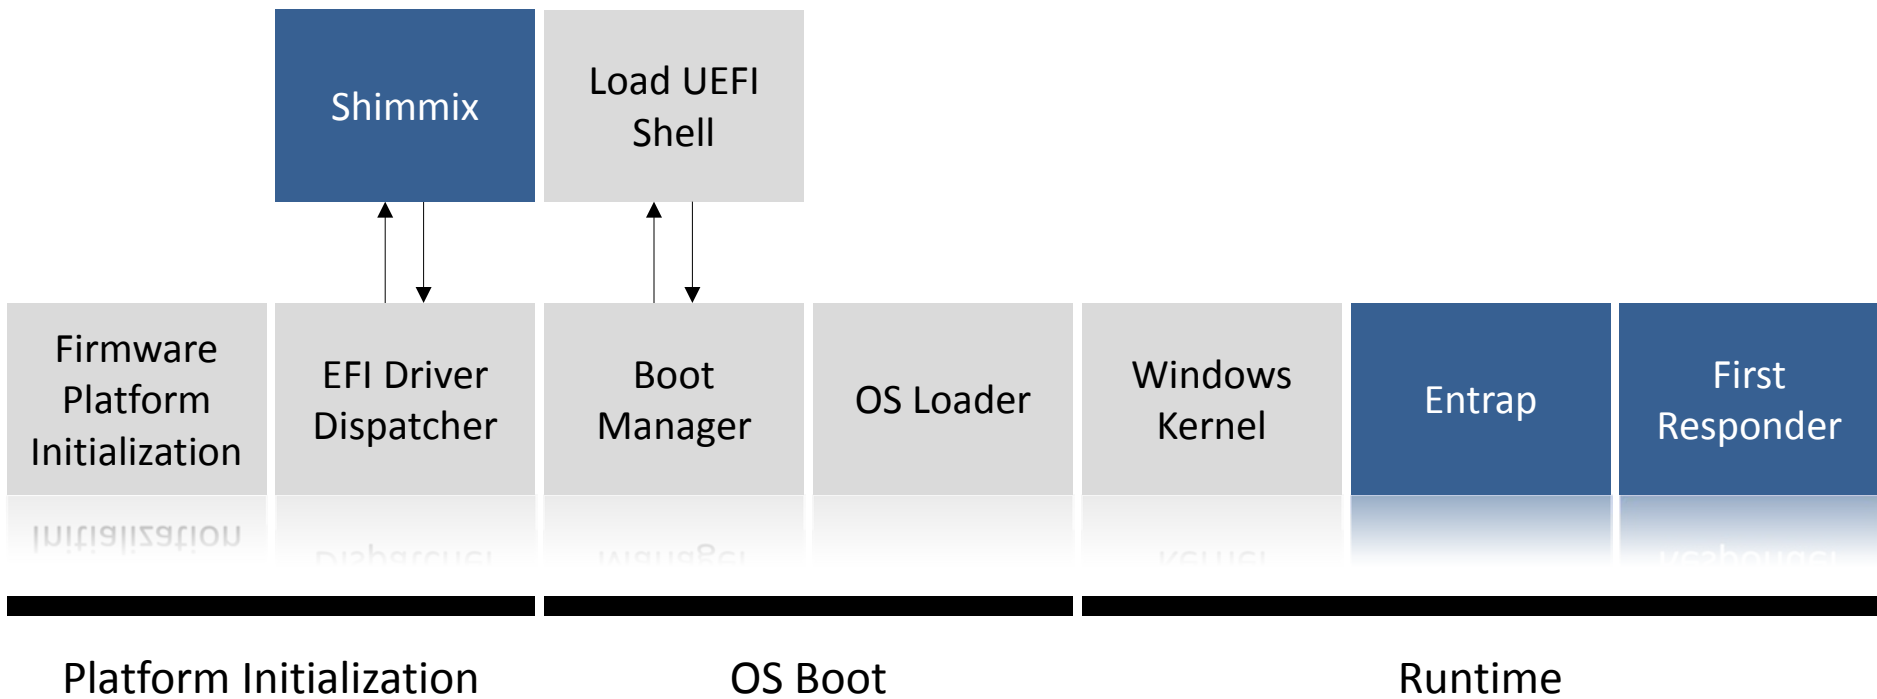 Shimmix
Load UEFI
Shell
Firmware
Platform
Initialization
EFI Driver
Dispatcher
Boot
Manager
OS Loader
Windows
Kernel
Entrap
First
Responder
Platform Initialization
OS Boot
Runtime